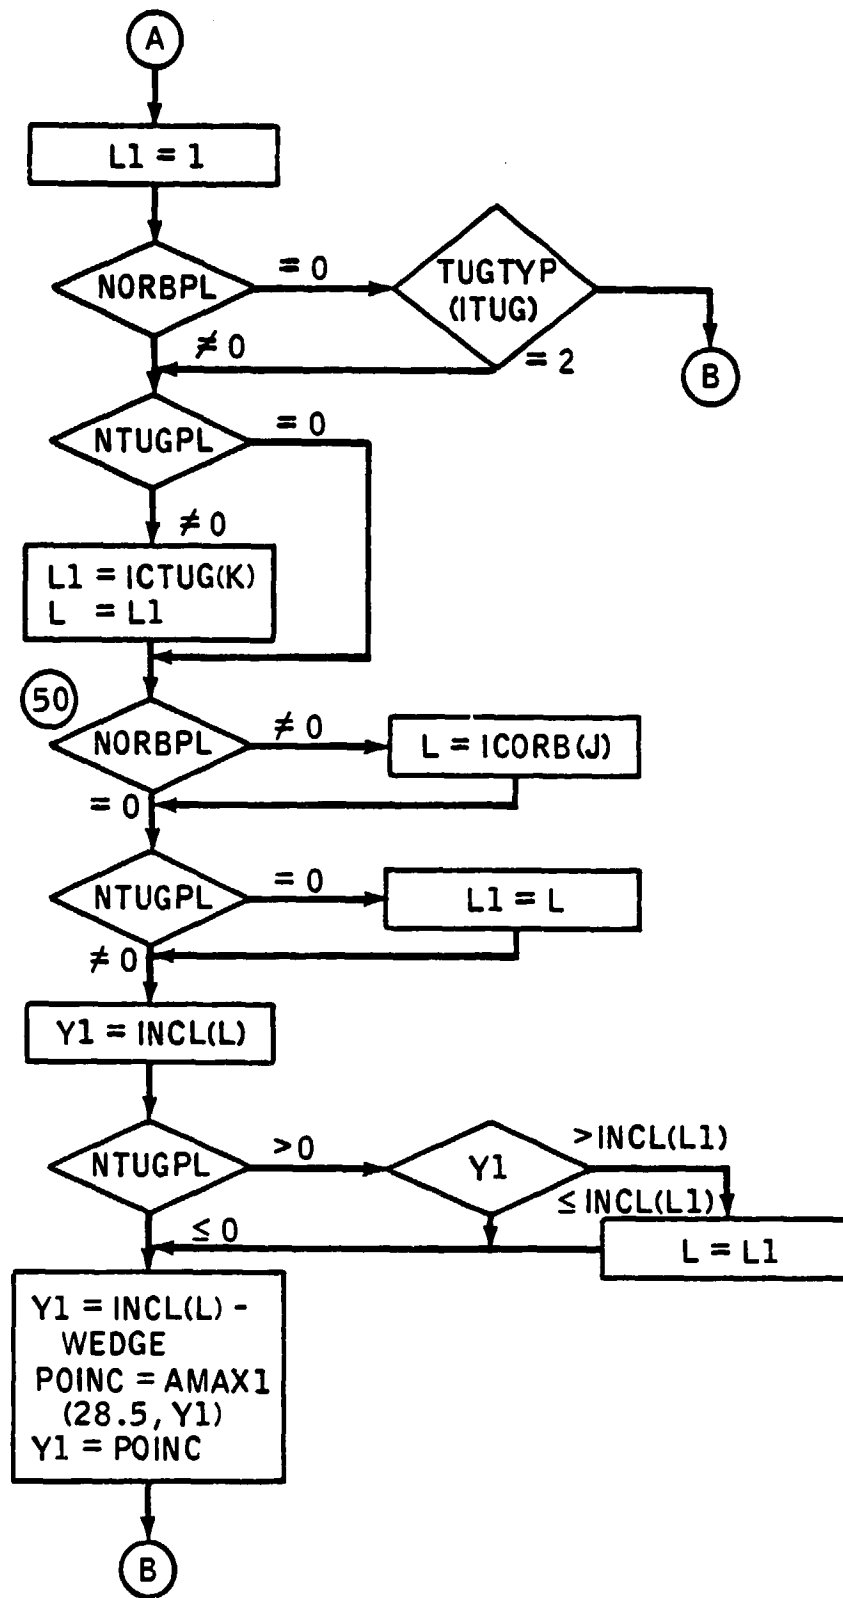 A
L1 = 1
NORBPL
= 0
TUGTYP
(ITUG)
≠ 0
= 2
B
NTUGPL
= 0
≠ 0
L1 = ICTUG(K)
L = L1
50
NORBPL
≠ 0
L = ICORB(J)
= 0
NTUGPL
= 0
L1 = L
≠ 0
Y1 = INCL(L)
NTUGPL
>0
Y1
>INCL(L1)
≤ INCL(L1)
≤ 0
L = L1
Y1 = INCL(L) -
WEDGE
POINC = AMAX1
(28.5, Y1)
Y1 = POINC
B